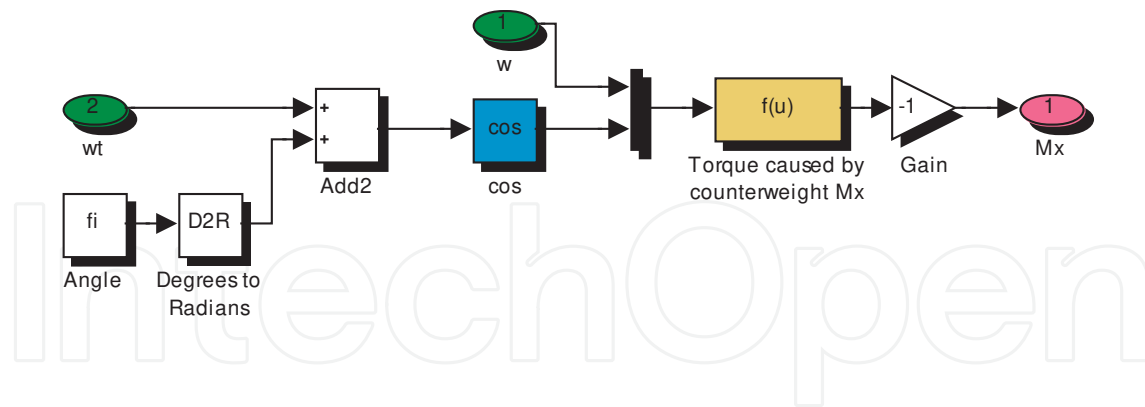 1
w
2
wt
+
+
Add2
cos
cos
f(u)
Torque caused by
counterweight Mx
-1
Gain
1
Mx
fi
Angle
D2R
Degrees to
Radians
IntechOpen